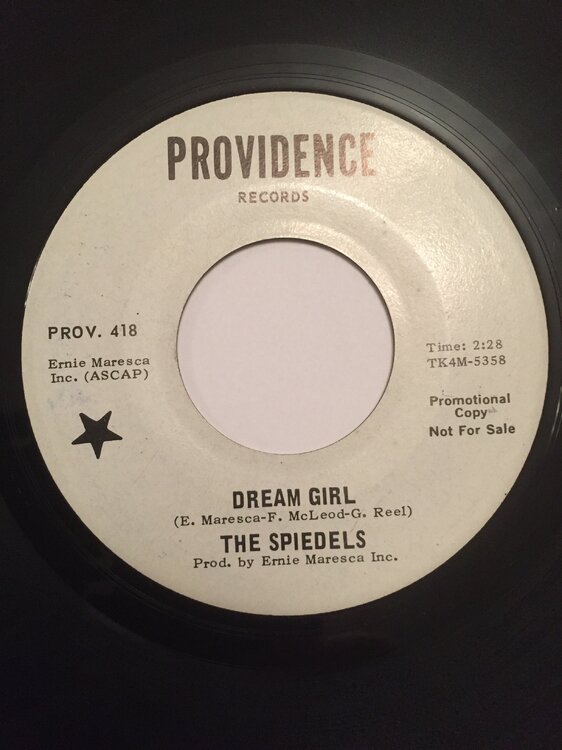 PROVIDENCE
RECORDS
PROV. 418
Ernie Maresca
Inc. (ASCAP)
Time: 2:28
TK4M-5358
Promotional
Copy
Not For Sale
DREAM GIRL
(E. Maresca-F. McLeod-G. Reel)
THE SPIEDELS
Prod. by Ernie Maresca Inc.